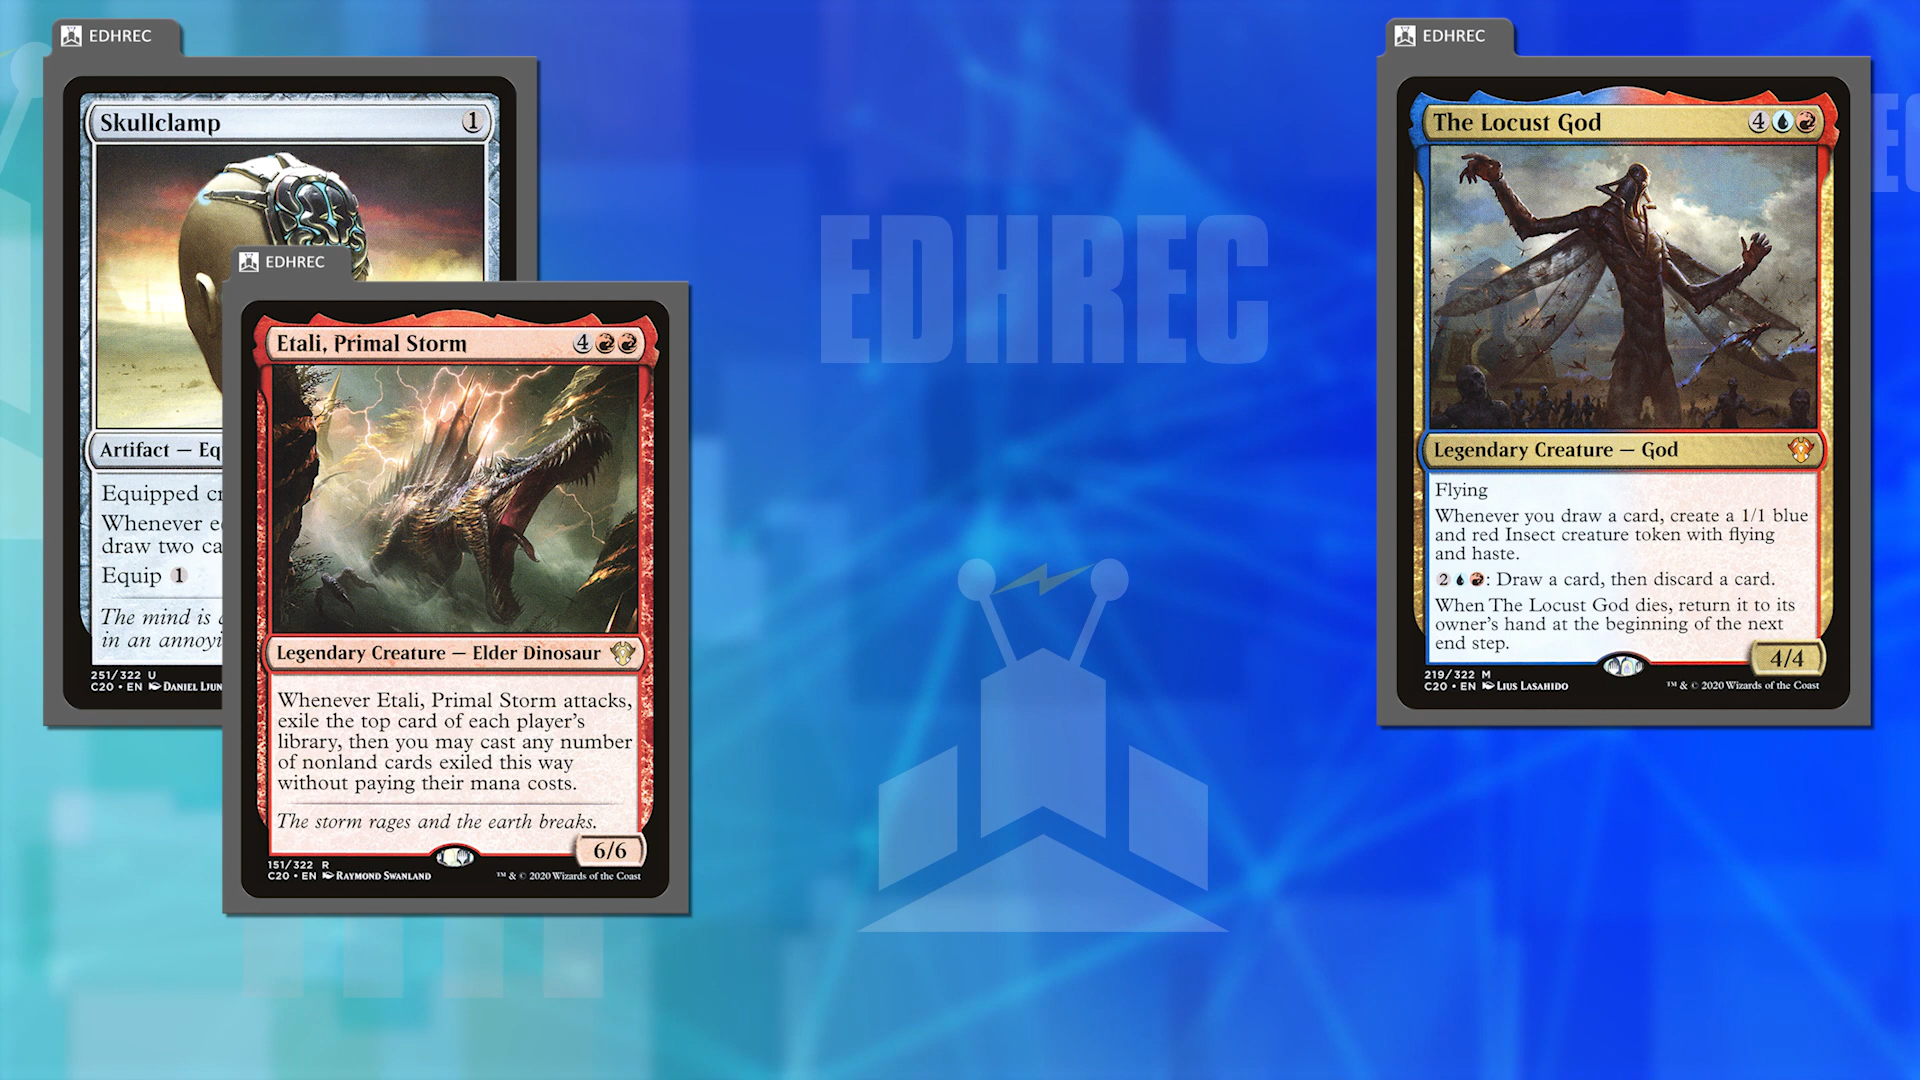 EDHREC
Skullclamp
1
Artifact — Eq
Equipped cr
Whenever e
draw two ca
Equip 1
The mind is
in an annoyi
251/322 U
C20 • EN DANIEL LJUN
EDHREC
Etali, Primal Storm
4
Legendary Creature — Elder Dinosaur
Whenever Etali, Primal Storm attacks,
exile the top card of each player's
library, then you may cast any number
of nonland cards exiled this way
without paying their mana costs.
The storm rages and the earth breaks.
6/6
151/322 R
C20 • EN RAYMOND SWANLAND
™ & © 2020 Wizards of the Coast
EDHREC
EDHREC
The Locust God
4
Legendary Creature — God
Flying
Whenever you draw a card, create a 1/1 blue
and red Insect creature token with flying
and haste.
2 : Draw a card, then discard a card.
When The Locust God dies, return it to its
owner's hand at the beginning of the next
end step.
4/4
219/322 M
C20 • EN LIUS LASAHIDO
™ & © 2020 Wizards of the Coast